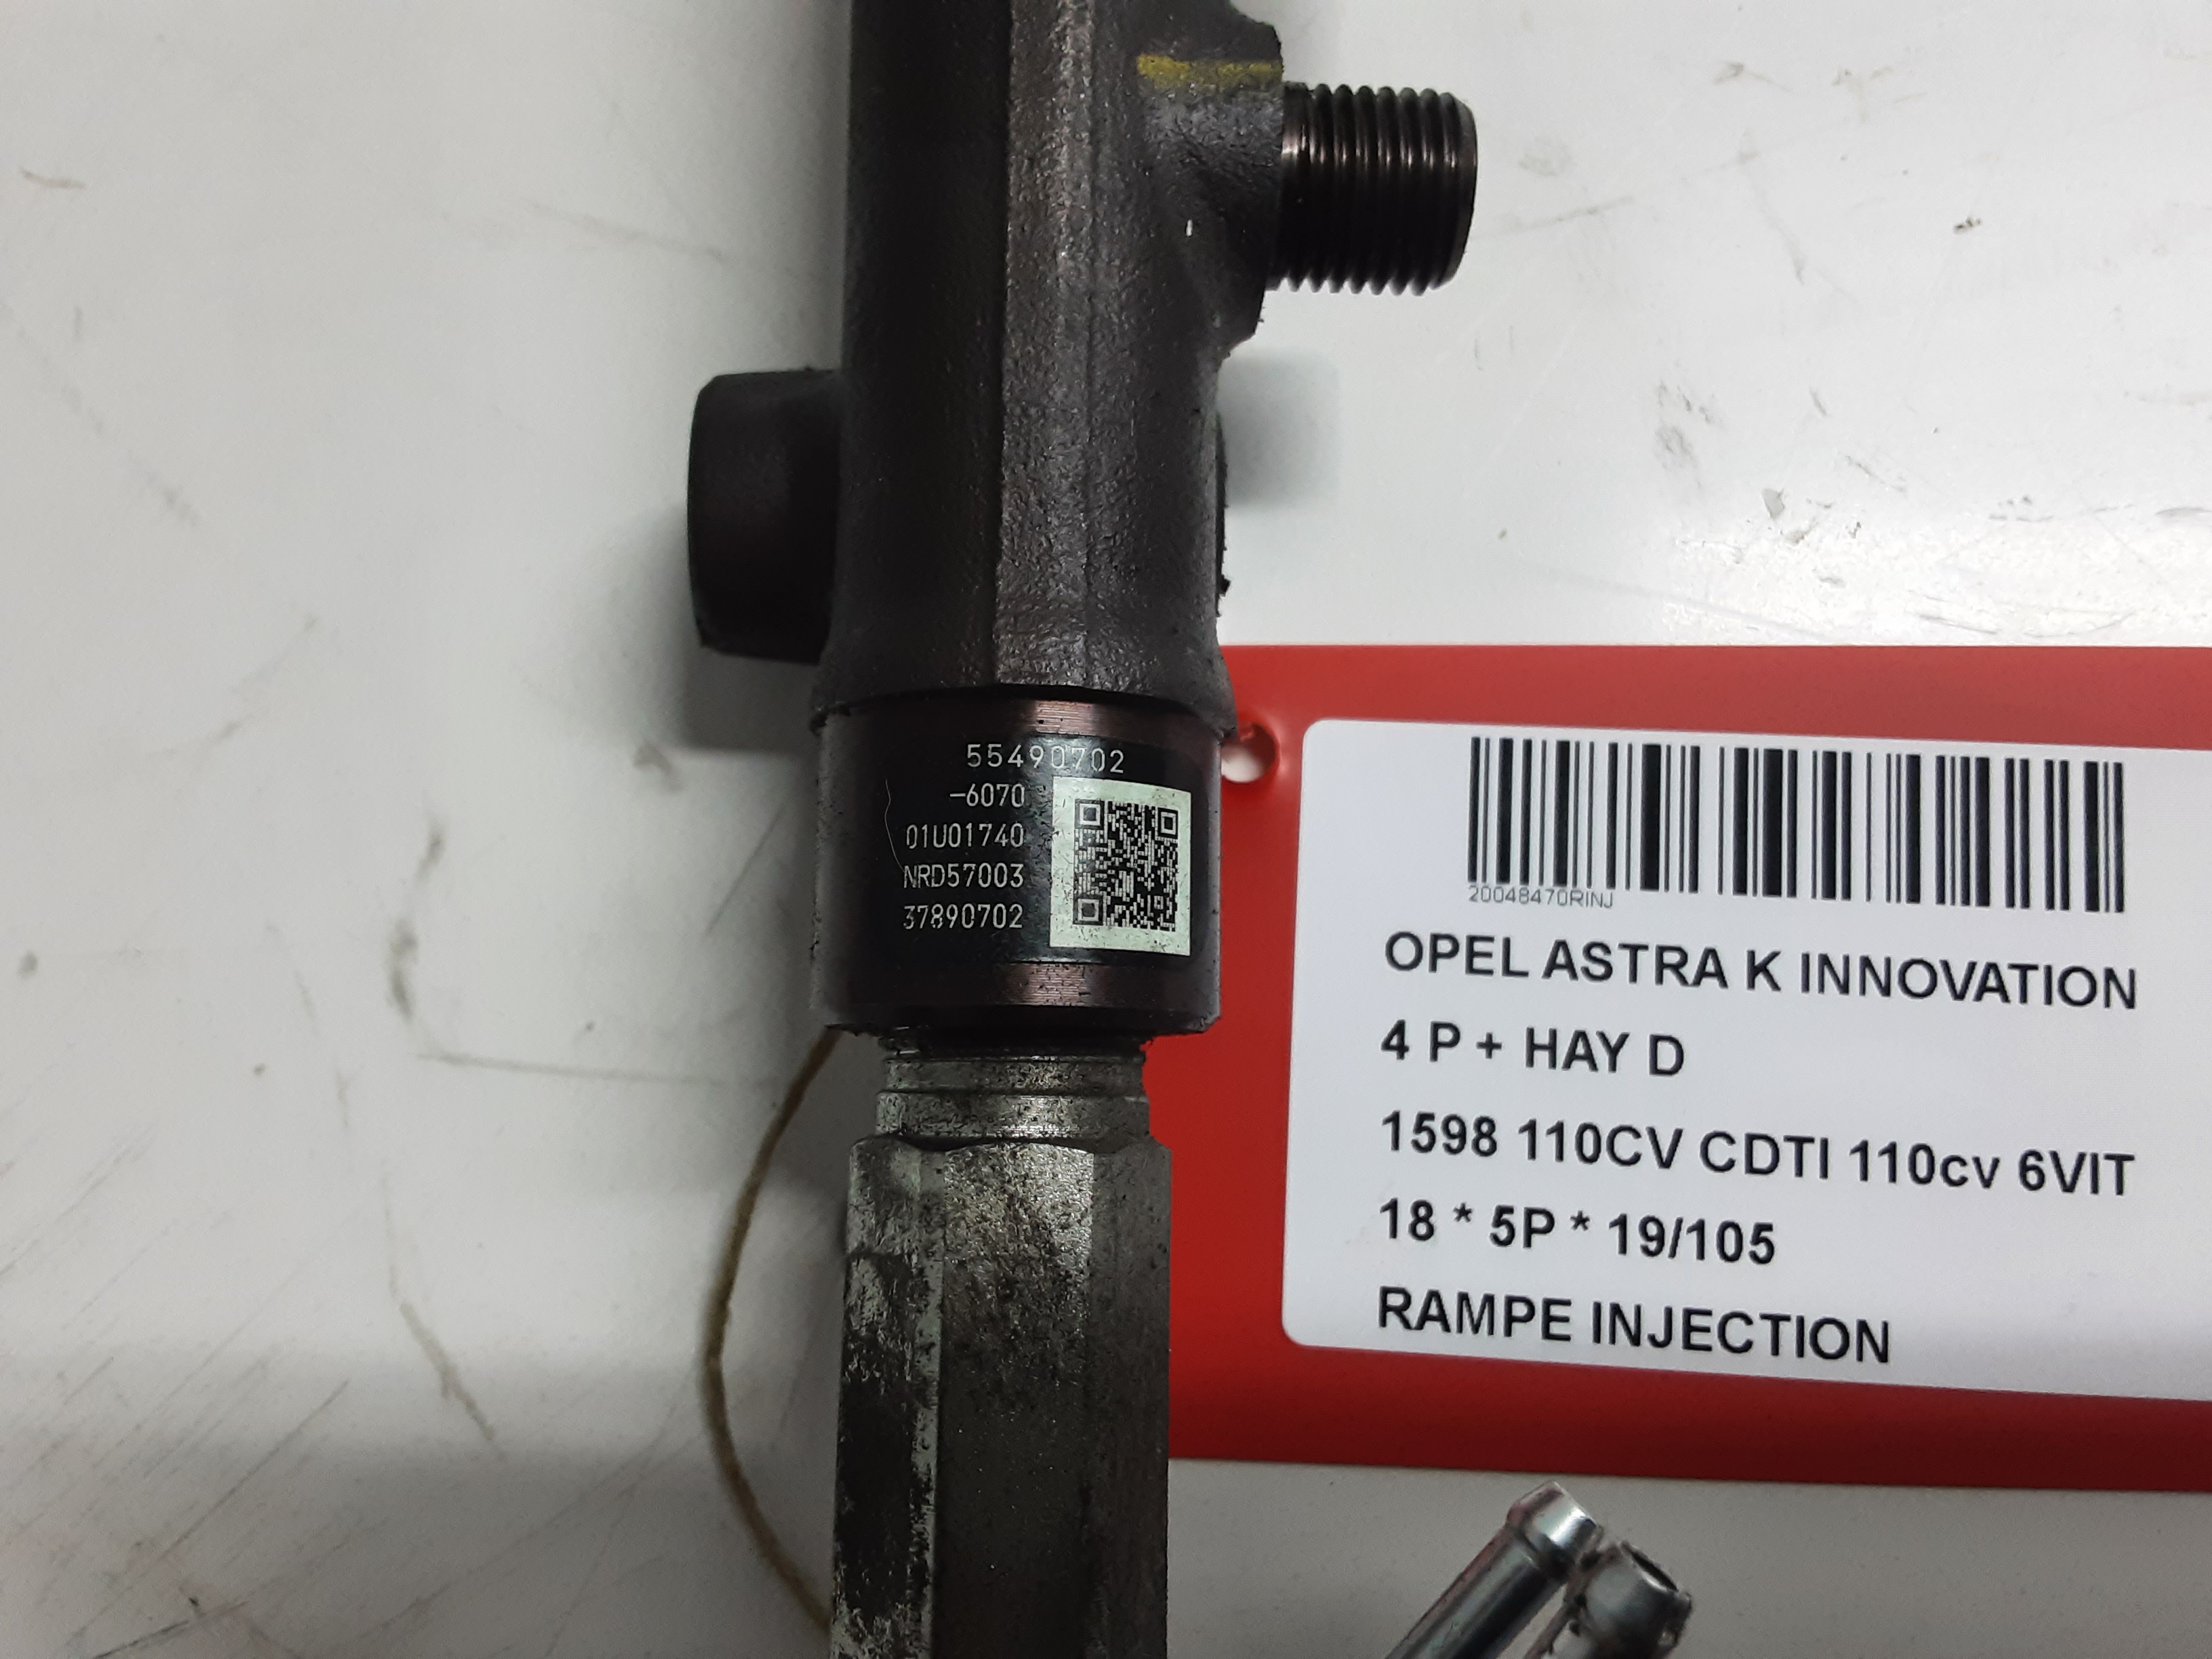 55490702
-6070
01U01740
NRD57003
37890702
20048470RINJ
OPEL ASTRA K INNOVATION
4 P + HAY D
1598 110CV CDTI 110cv 6VIT
18 * 5P * 19/105
RAMPE INJECTION